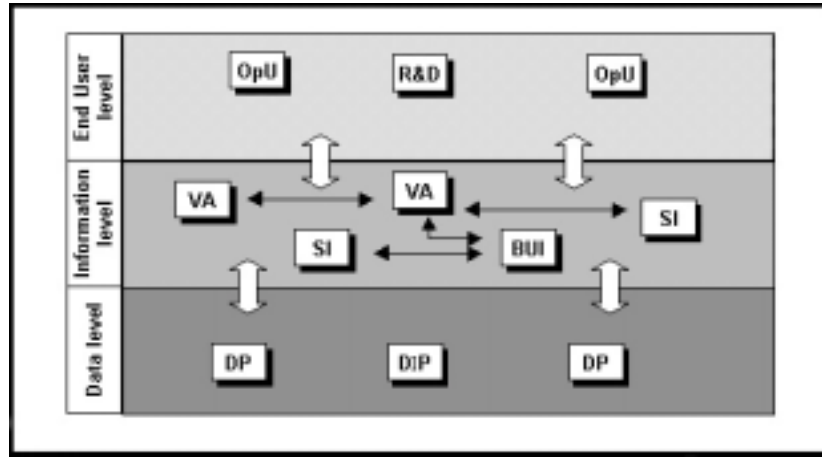 End User
level
OpU
R&D
OpU
Information
level
VA
VA
SI
SI
BUI
Data level
DP
DIP
DP